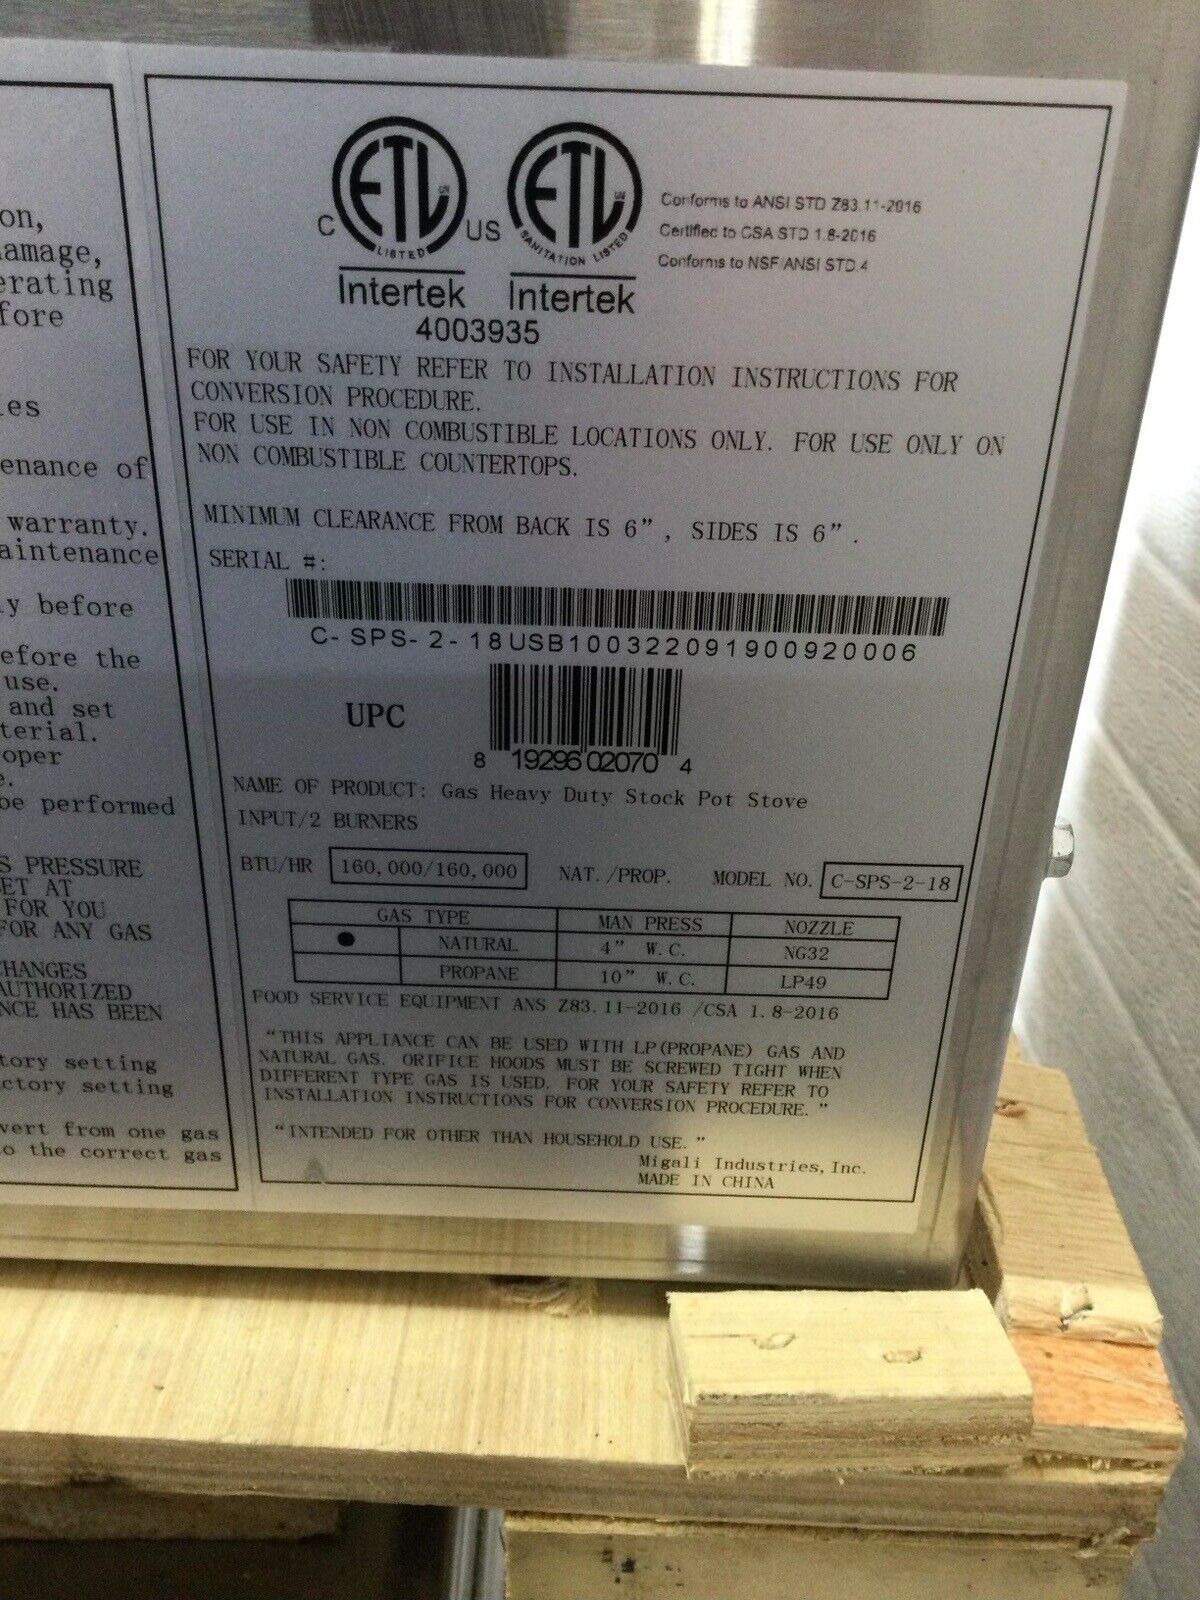 on,
amage,
erating
fore
ies
enance of
warranty.
aintenance
ly before
efore the
use.
and set
terial.
oper
e.
be performed
S PRESSURE
ET AT
FOR YOU
FOR ANY GAS
CHANGES
AUTHORIZED
NCE HAS BEEN
tory setting
ctory setting
vert from one gas
o the correct gas
C ETL US ETL
LISTED SANITATION LISTED
Intertek Intertek
4003935
Conforms to ANSI STD Z83.11-2016
Certified to CSA STD 1.8-2016
Conforms to NSF/ANSI STD.4
FOR YOUR SAFETY REFER TO INSTALLATION INSTRUCTIONS FOR
CONVERSION PROCEDURE.
FOR USE IN NON COMBUSTIBLE LOCATIONS ONLY. FOR USE ONLY ON
NON COMBUSTIBLE COUNTERTOPS.
MINIMUM CLEARANCE FROM BACK IS 6”, SIDES IS 6”.
SERIAL #:
C-SPS-2-18USB100322091900920006
UPC
8 19296 02070 4
NAME OF PRODUCT: Gas Heavy Duty Stock Pot Stove
INPUT/2 BURNERS
BTU/HR 160,000/160,000 NAT./PROP. MODEL NO. C-SPS-2-18
GAS TYPE MAN PRESS NOZZLE
● NATURAL 4” W.C. NG32
PROPANE 10” W.C. LP49
FOOD SERVICE EQUIPMENT ANS Z83.11-2016 /CSA 1.8-2016
“THIS APPLIANCE CAN BE USED WITH LP(PROPANE) GAS AND
NATURAL GAS. ORIFICE HOODS MUST BE SCREWED TIGHT WHEN
DIFFERENT TYPE GAS IS USED. FOR YOUR SAFETY REFER TO
INSTALLATION INSTRUCTIONS FOR CONVERSION PROCEDURE.”
“INTENDED FOR OTHER THAN HOUSEHOLD USE.”
Migali Industries, Inc.
MADE IN CHINA